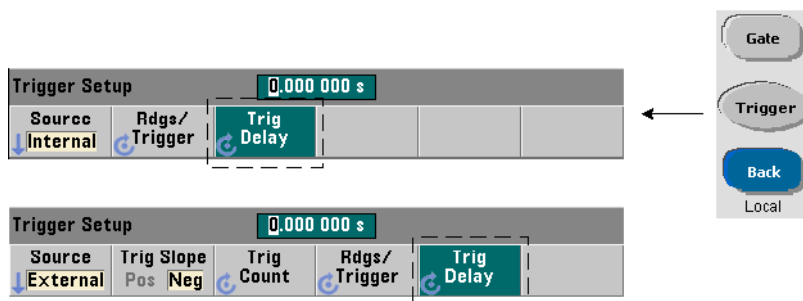 Gate
Trigger
Back
Local
Trigger Setup 0.000 000 s
Source Rdgs/ Trig
Internal Trigger Delay
Trigger Setup 0.000 000 s
Source Trig Slope Trig Rdgs/ Trig
External Pos Neg Count Trigger Delay